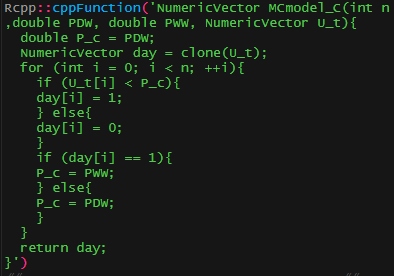 Rcpp::cppFunction('NumericVector MCmodel_C(int n
,double PDW, double PWW, NumericVector U_t){
  double P_c = PDW;
  NumericVector day = clone(U_t);
  for (int i = 0; i < n; ++i){
    if (U_t[i] < P_c){
    day[i] = 1;
    } else{
    day[i] = 0;
    }
    if (day[i] == 1){
    P_c = PWW;
    } else{
    P_c = PDW;
    }
  }
  return day;
}')